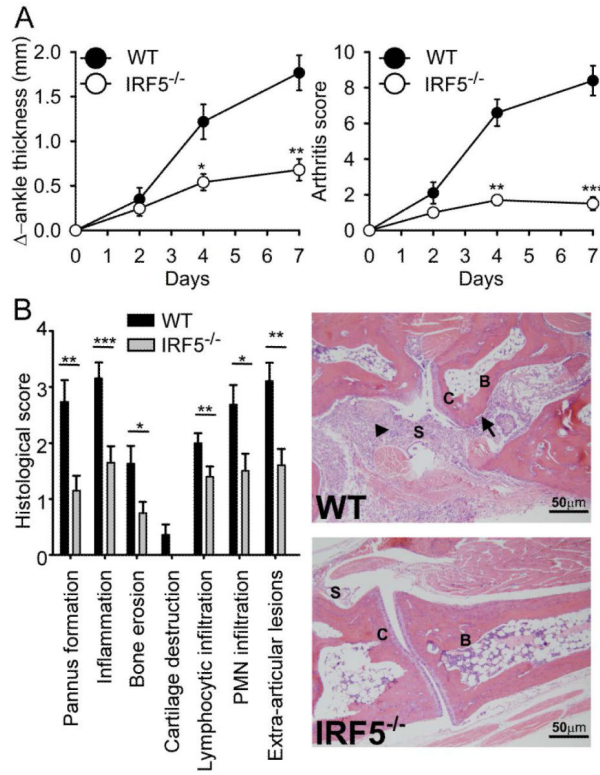 A
Δ–ankle thickness (mm)
2.0
1.5
1.0
0.5
0.0
WT
IRF5-/-
*
**
0 1 2 3 4 5 6 7
Days
Arthritis score
10
8
6
4
2
0
WT
IRF5-/-
**
***
0 1 2 3 4 5 6 7
Days
B
Histological score
4
3
2
1
0
WT
IRF5-/-
**
***
*
**
*
**
Pannus formation
Inflammation
Bone erosion
Cartilage destruction
Lymphocytic infiltration
PMN infiltration
Extra-articular lesions
B
C
S
WT
50μm
S
C
B
IRF5-/-
50μm